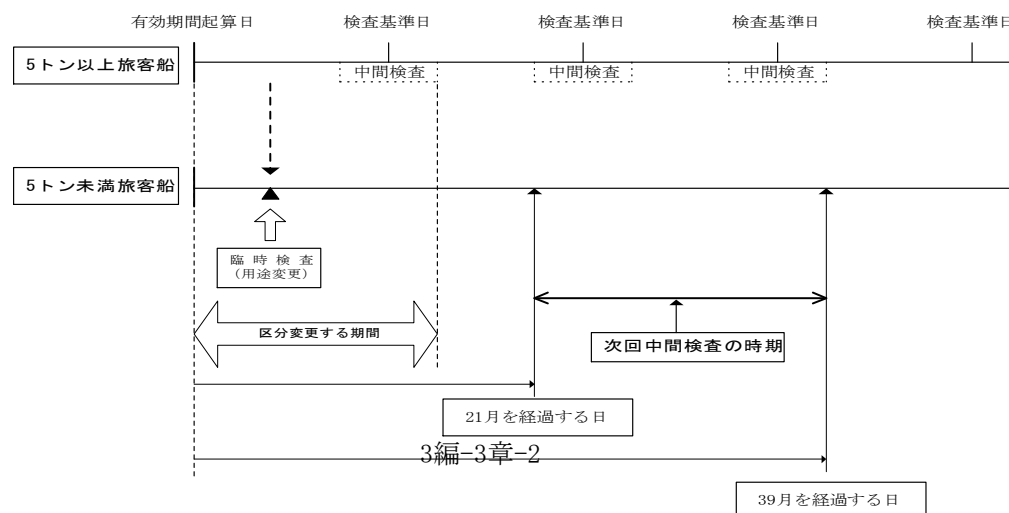 有効期間起算日
検査基準日
検査基準日
検査基準日
検査基準日
5トン以上旅客船
中間検査
中間検査
中間検査
5トン未満旅客船
臨時検査
(用途変更)
区分変更する期間
次回中間検査の時期
21月を経過する日
3編-3章-2
39月を経過する日